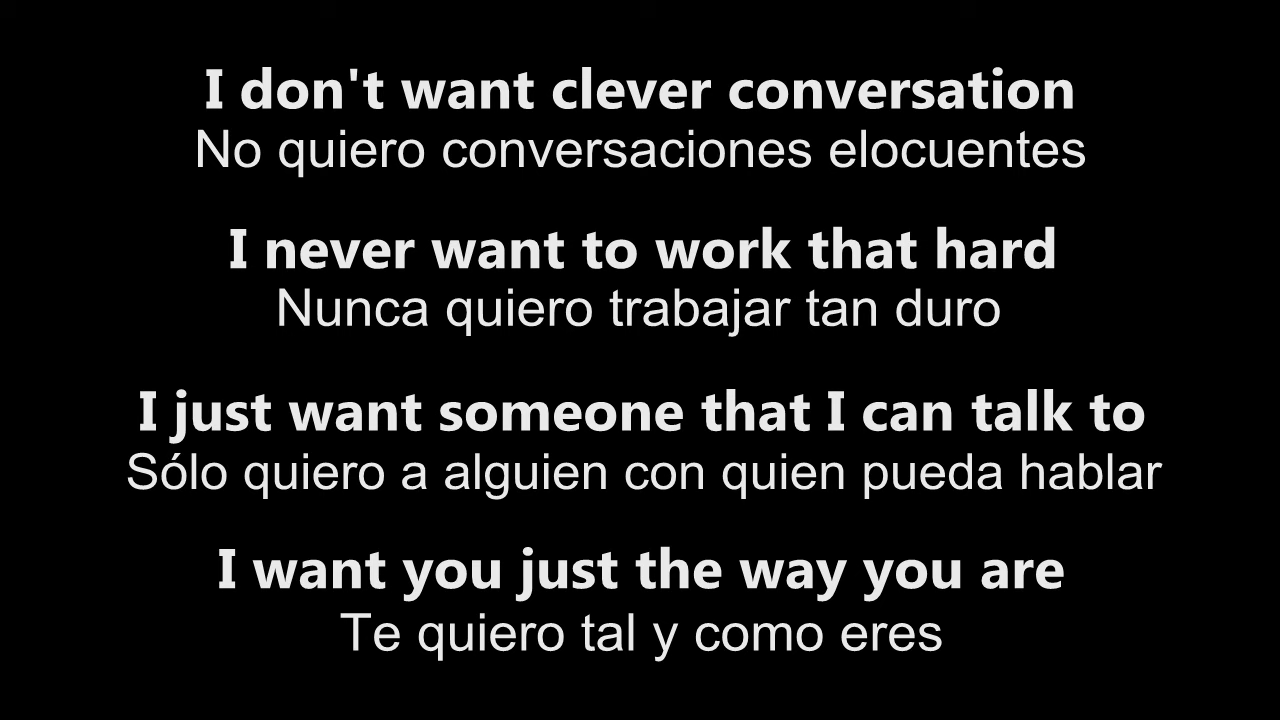 I don't want clever conversation
No quiero conversaciones elocuentes
I never want to work that hard
Nunca quiero trabajar tan duro
I just want someone that I can talk to
Sólo quiero a alguien con quien pueda hablar
I want you just the way you are
Te quiero tal y como eres